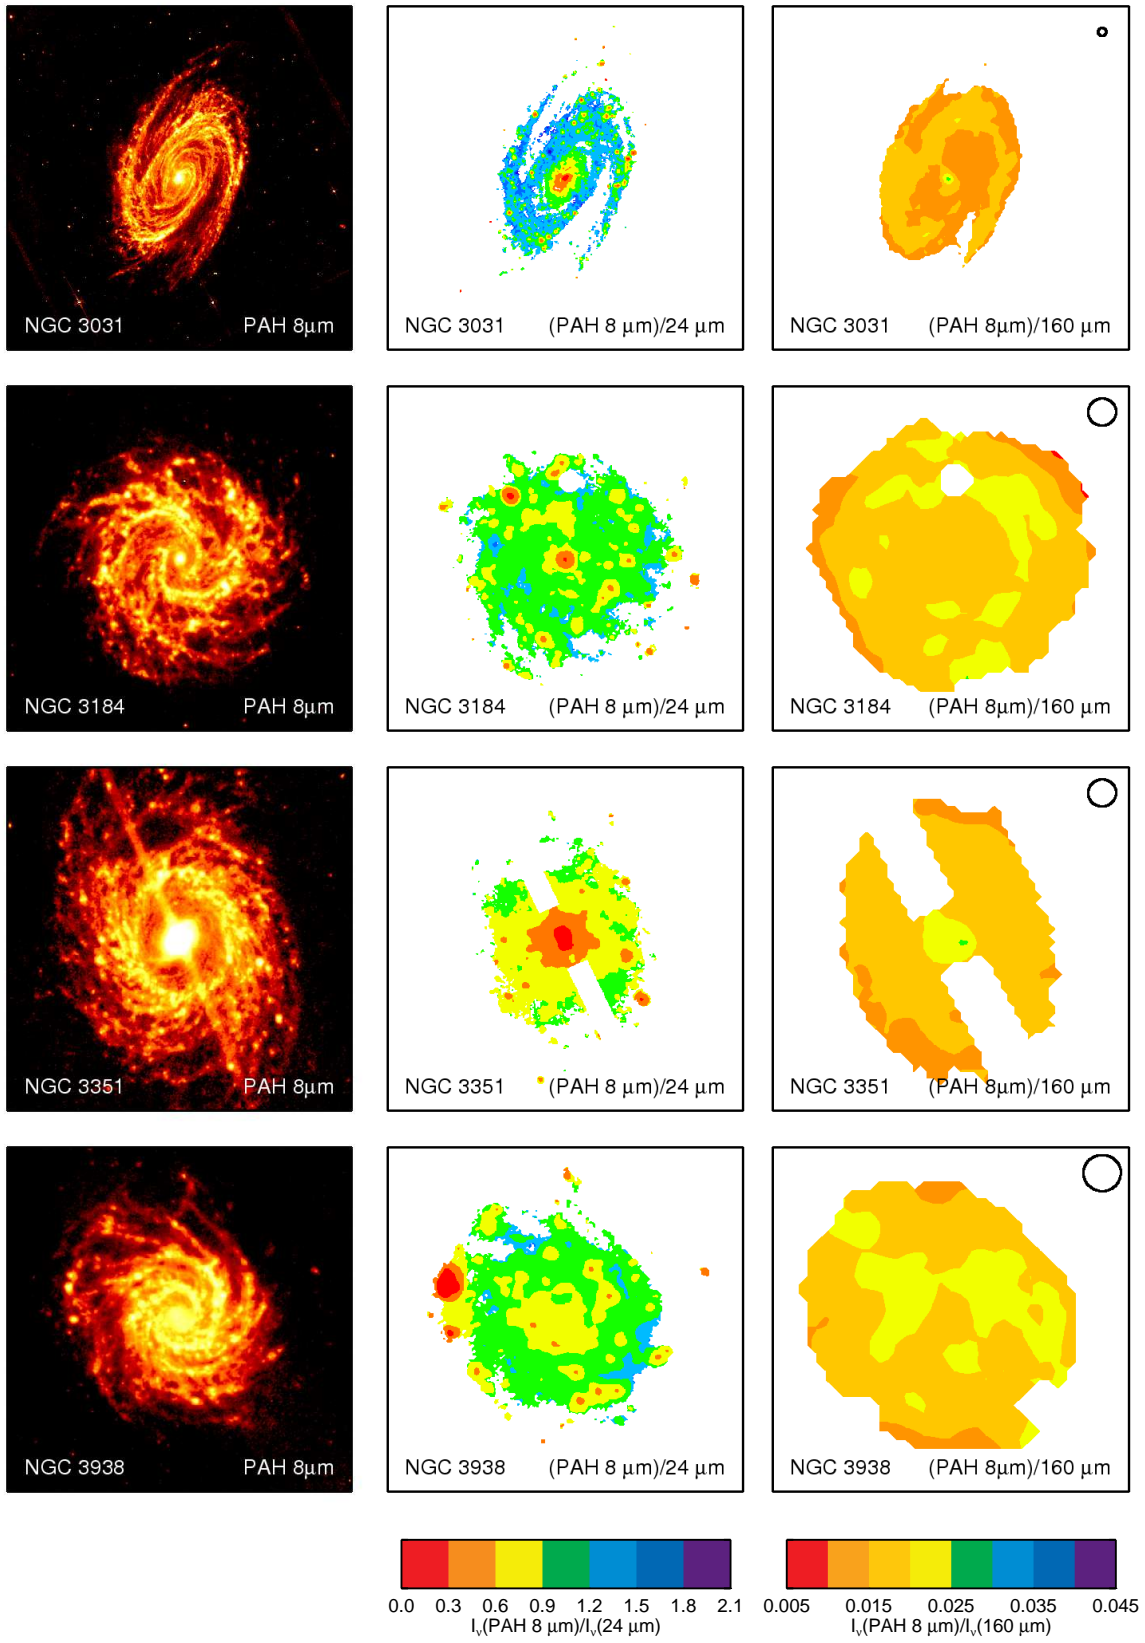 NGC 3031 PAH 8μm
NGC 3031 (PAH 8 μm)/24 μm
NGC 3031 (PAH 8μm)/160 μm
NGC 3184 PAH 8μm
NGC 3184 (PAH 8 μm)/24 μm
NGC 3184 (PAH 8μm)/160 μm
NGC 3351 PAH 8μm
NGC 3351 (PAH 8 μm)/24 μm
NGC 3351 (PAH 8μm)/160 μm
NGC 3938 PAH 8μm
NGC 3938 (PAH 8 μm)/24 μm
NGC 3938 (PAH 8μm)/160 μm
0.0 0.3 0.6 0.9 1.2 1.5 1.8 2.1
Iν(PAH 8 μm)/Iν(24 μm)
0.005 0.015 0.025 0.035 0.045
Iν(PAH 8 μm)/Iν(160 μm)